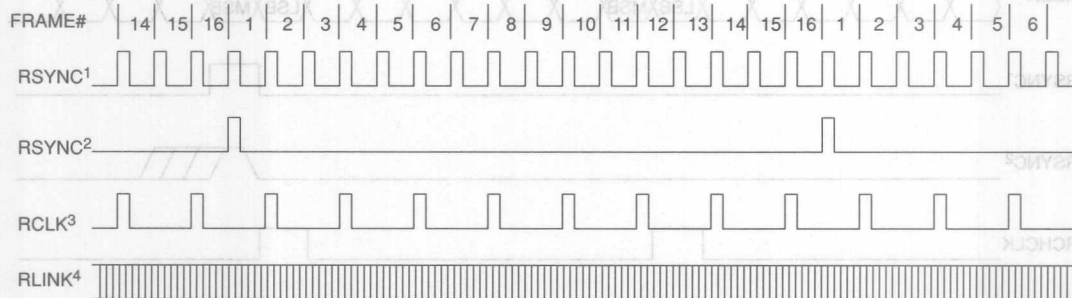 FRAME# 14 15 16 1 2 3 4 5 6 7 8 9 10 11 12 13 14 15 16 1 2 3 4 5 6
RSYNC¹
RSYNC²
RCLK³
RLINK⁴